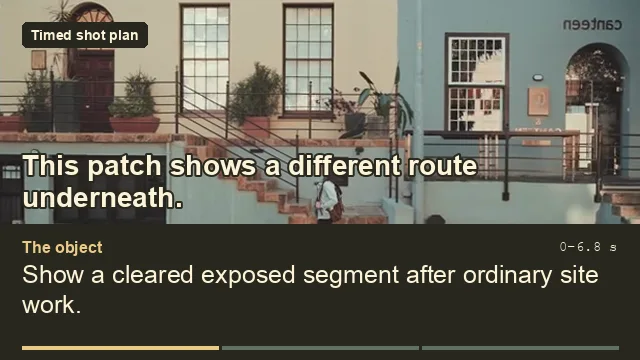 Timed shot plan
canteen
This patch shows a different route
underneath.
The object
0–6.8 s
Show a cleared exposed segment after ordinary site
work.